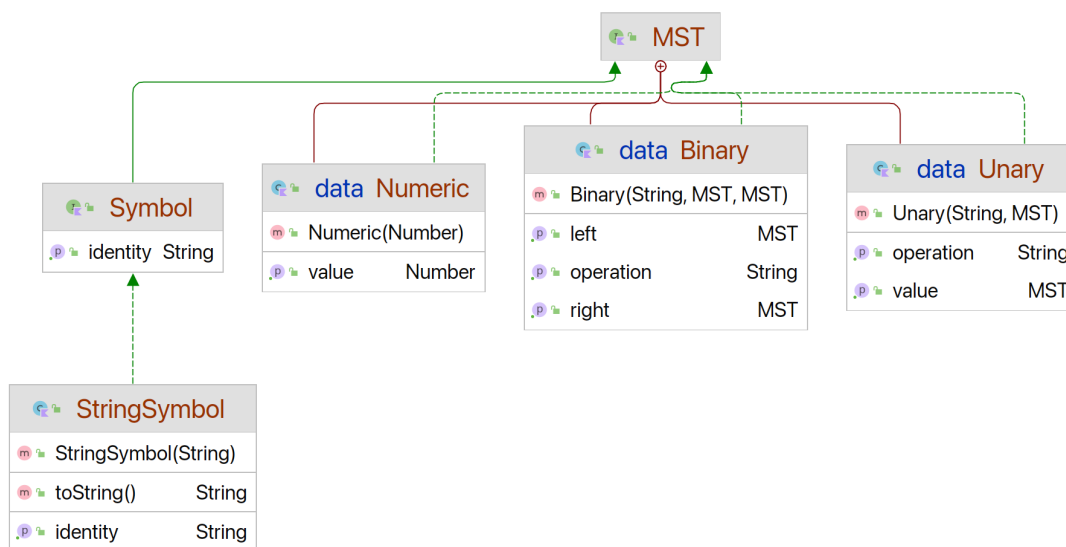 MST
Symbol
identity String
StringSymbol
StringSymbol(String)
toString() String
identity String
data Numeric
Numeric(Number)
value Number
data Binary
Binary(String, MST, MST)
left MST
operation String
right MST
data Unary
Unary(String, MST)
operation String
value MST